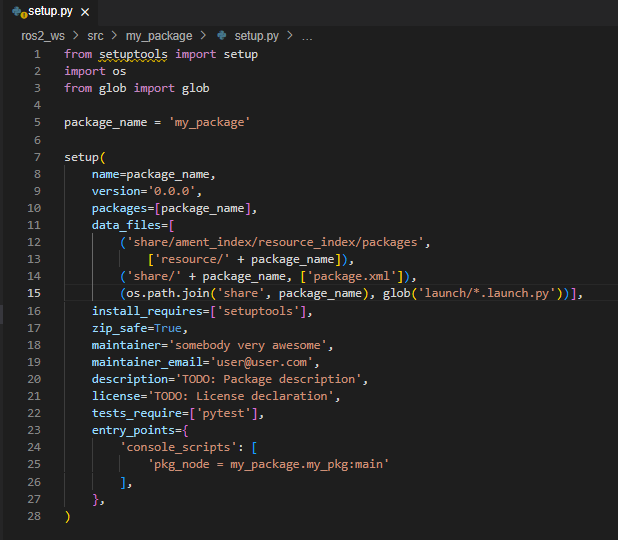 setup.py ×
ros2_ws > src > my_package > setup.py > ...
1 from setuptools import setup
2 import os
3 from glob import glob
4
5 package_name = 'my_package'
6
7 setup(
8     name=package_name,
9     version='0.0.0',
10     packages=[package_name],
11     data_files=[
12         ('share/ament_index/resource_index/packages',
13             ['resource/' + package_name]),
14         ('share/' + package_name, ['package.xml']),
15         (os.path.join('share', package_name), glob('launch/*.launch.py'))],
16     install_requires=['setuptools'],
17     zip_safe=True,
18     maintainer='somebody very awesome',
19     maintainer_email='user@user.com',
20     description='TODO: Package description',
21     license='TODO: License declaration',
22     tests_require=['pytest'],
23     entry_points={
24         'console_scripts': [
25             'pkg_node = my_package.my_pkg:main'
26         ],
27     },
28 )